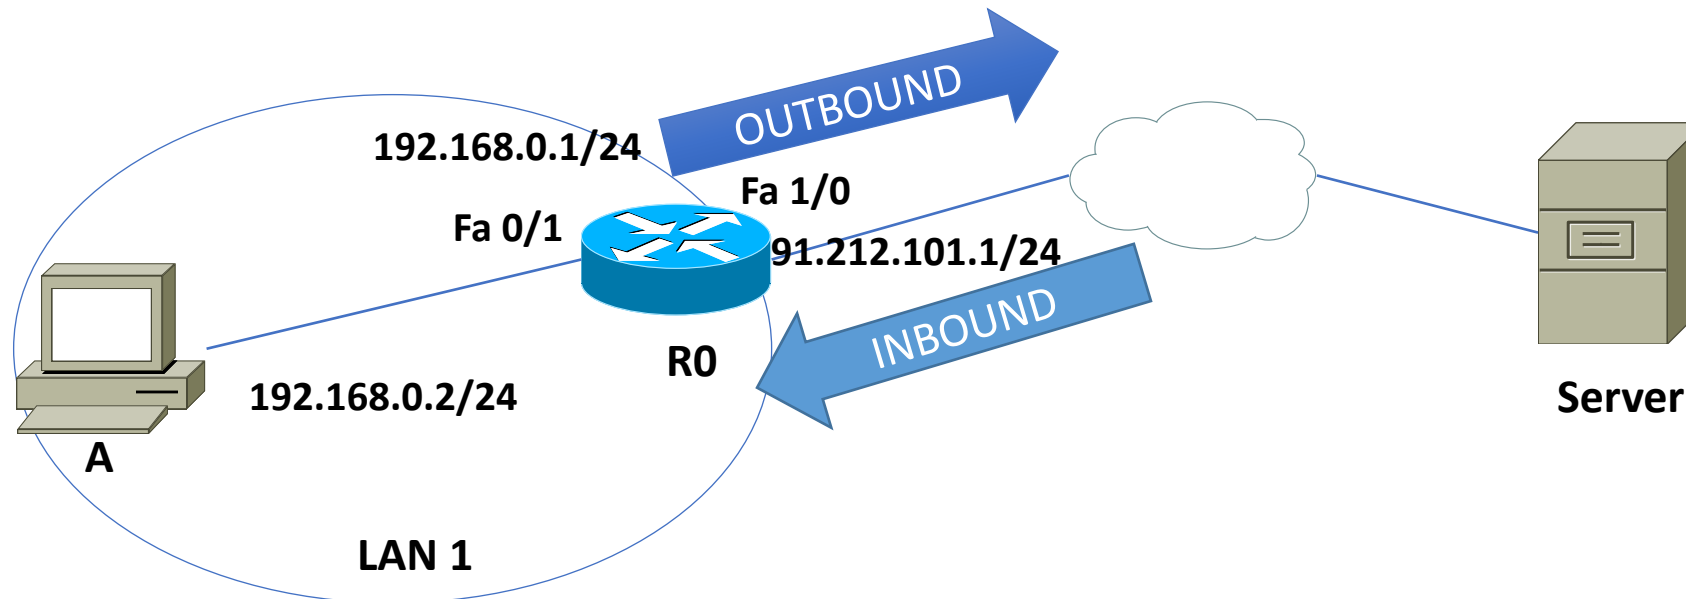 OUTBOUND
192.168.0.1/24
Fa 1/0
Fa 0/1
91.212.101.1/24
INBOUND
R0
192.168.0.2/24
Server
A
LAN 1